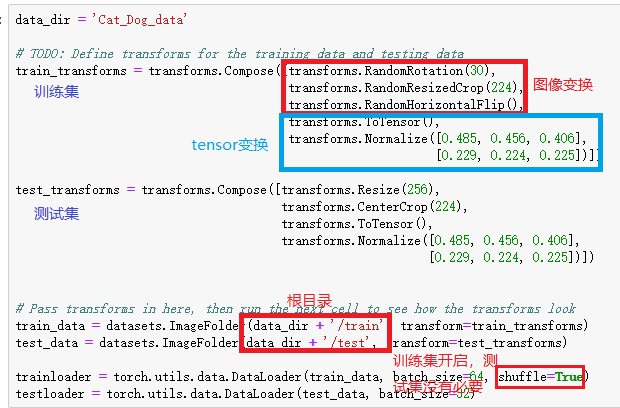 data_dir = 'Cat_Dog_data'
# TODO: Define transforms for the training data and testing data
train_transforms = transforms.Compose([transforms.RandomRotation(30),
训练集
transforms.RandomResizedCrop(224),
图像变换
transforms.RandomHorizontalFlip(),
transforms.ToTensor(),
tensor变换
transforms.Normalize([0.485, 0.456, 0.406],
[0.229, 0.224, 0.225])])
test_transforms = transforms.Compose([transforms.Resize(256),
测试集
transforms.CenterCrop(224),
transforms.ToTensor(),
transforms.Normalize([0.485, 0.456, 0.406],
[0.229, 0.224, 0.225])])
# Pass transforms in here, then run the next cell to see how the transforms look
根目录
train_data = datasets.ImageFolder(data_dir + '/train' transform=train_transforms)
test_data = datasets.ImageFolder(data_dir + '/test', transform=test_transforms)
训练集开启，测
试集没有必要
trainloader = torch.utils.data.DataLoader(train_data, batch_size=64, shuffle=True)
testloader = torch.utils.data.DataLoader(test_data, batch_size=32)